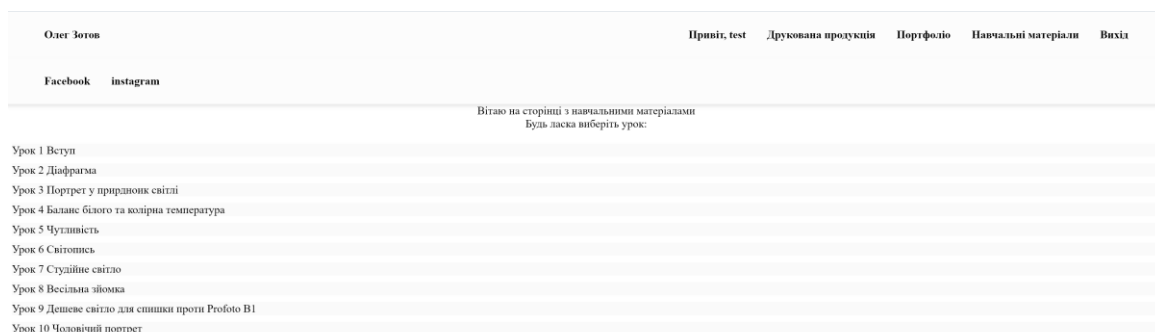 Олег Зотов
Привіт, test Друкована продукція Портфоліо Навчальні матеріали Вихід
Facebook instagram
Вітаю на сторінці з навчальними матеріалами
Будь ласка виберіть урок:
Урок 1 Вступ
Урок 2 Діафрагма
Урок 3 Портрет у прирднонк світлі
Урок 4 Баланс білого та колірна температура
Урок 5 Чутливість
Урок 6 Світопись
Урок 7 Студійне світло
Урок 8 Весільна зйомка
Урок 9 Дешеве світло для спишки проти Profoto B1
Урок 10 Чоловічий портрет